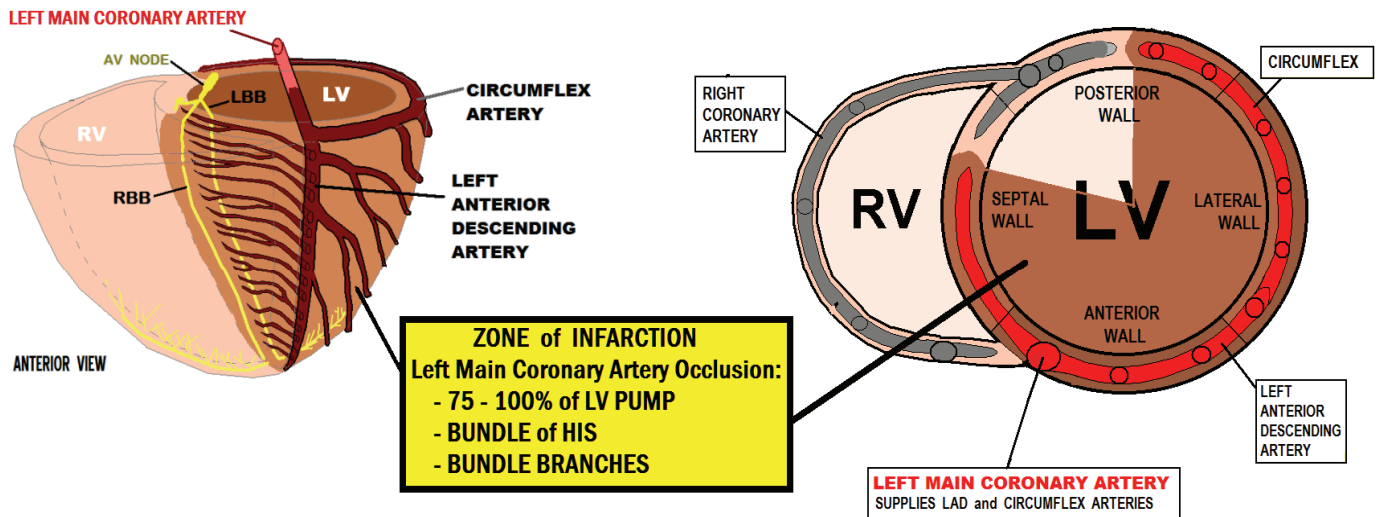 LEFT MAIN CORONARY ARTERY
AV NODE
LBB
LV
RV
RBB
CIRCUMFLEX
ARTERY
LEFT
ANTERIOR
DESCENDING
ARTERY
ANTERIOR VIEW
ZONE of INFARCTION
Left Main Coronary Artery Occlusion:
- 75 - 100% of LV PUMP
- BUNDLE of HIS
- BUNDLE BRANCHES
RIGHT
CORONARY
ARTERY
CIRCUMFLEX
POSTERIOR
WALL
RV
SEPTAL
WALL
LV
LATERAL
WALL
ANTERIOR
WALL
LEFT
ANTERIOR
DESCENDING
ARTERY
LEFT MAIN CORONARY ARTERY
SUPPLIES LAD and CIRCUMFLEX ARTERIES